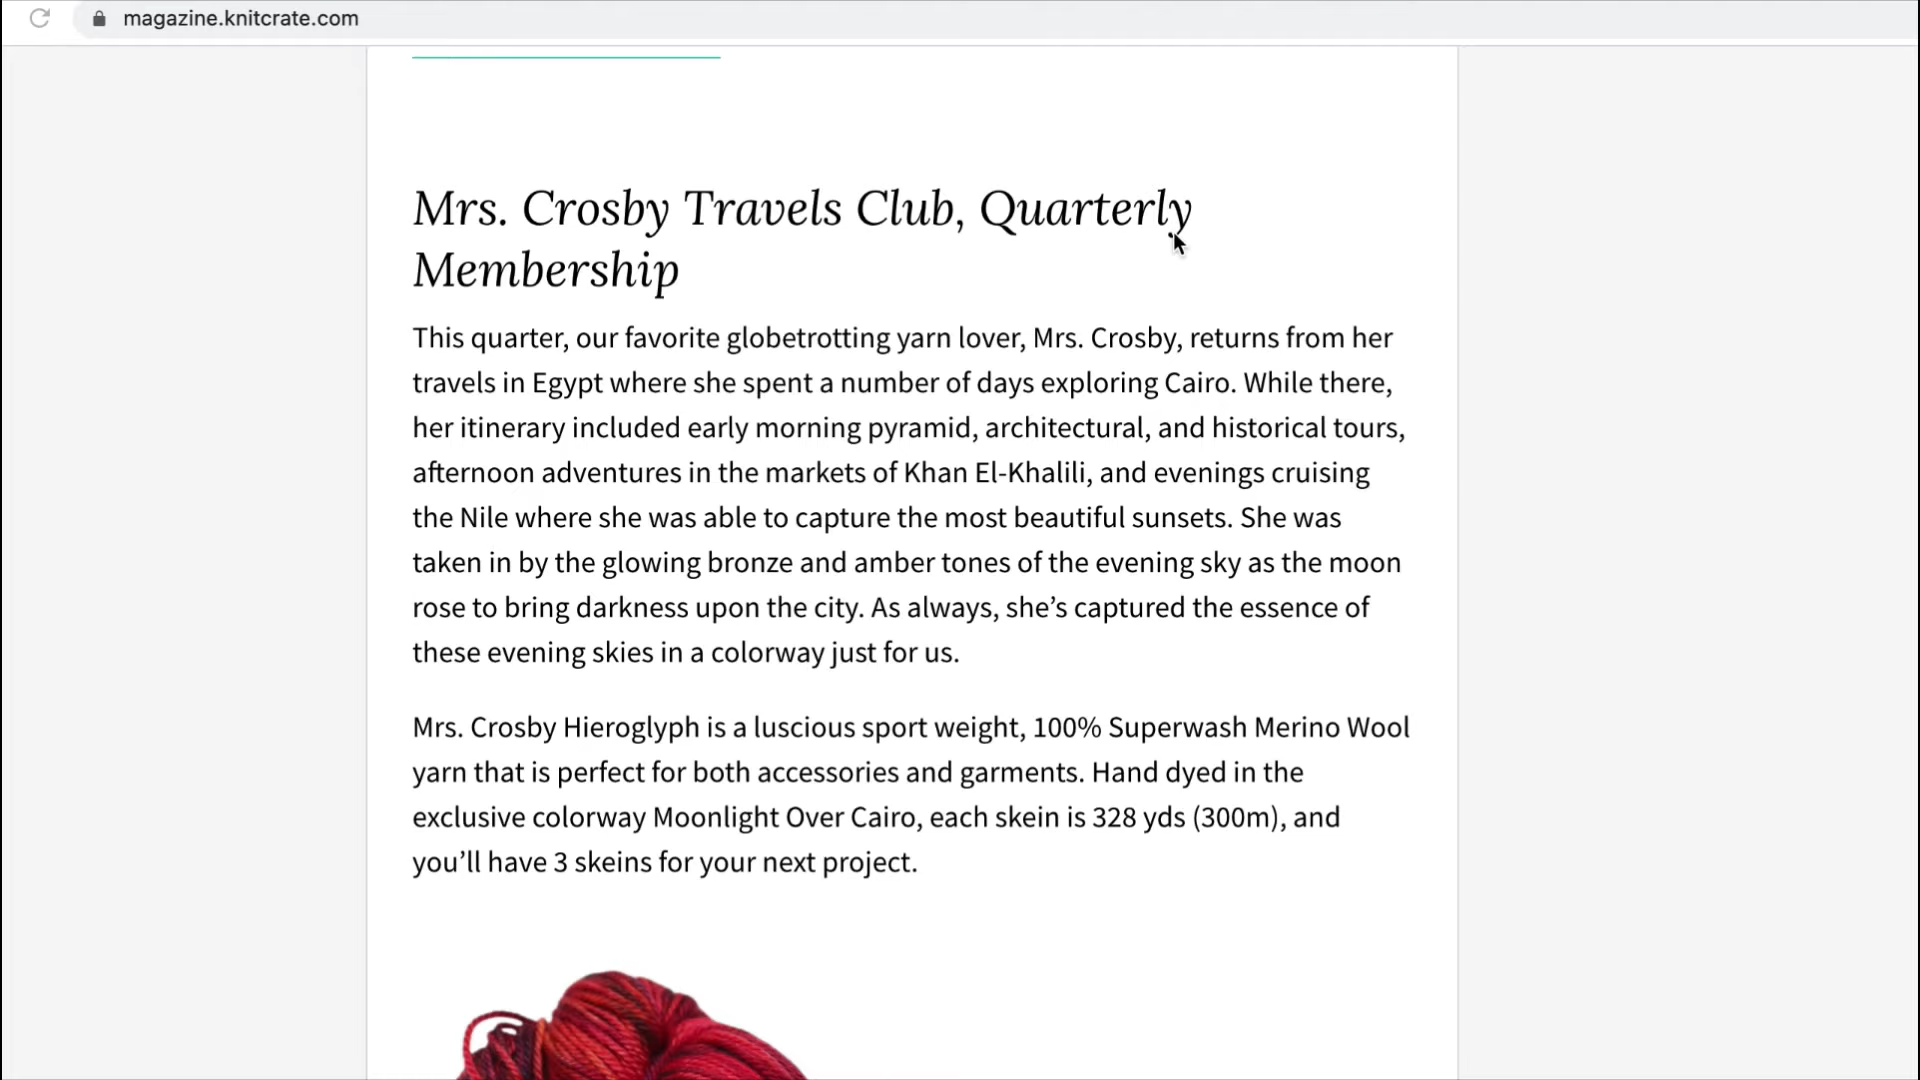 magazine.knitcrate.com
Mrs. Crosby Travels Club, Quarterly
Membership
This quarter, our favorite globetrotting yarn lover, Mrs. Crosby, returns from her
travels in Egypt where she spent a number of days exploring Cairo. While there,
her itinerary included early morning pyramid, architectural, and historical tours,
afternoon adventures in the markets of Khan El-Khalili, and evenings cruising
the Nile where she was able to capture the most beautiful sunsets. She was
taken in by the glowing bronze and amber tones of the evening sky as the moon
rose to bring darkness upon the city. As always, she’s captured the essence of
these evening skies in a colorway just for us.
Mrs. Crosby Hieroglyph is a luscious sport weight, 100% Superwash Merino Wool
yarn that is perfect for both accessories and garments. Hand dyed in the
exclusive colorway Moonlight Over Cairo, each skein is 328 yds (300m), and
you’ll have 3 skeins for your next project.